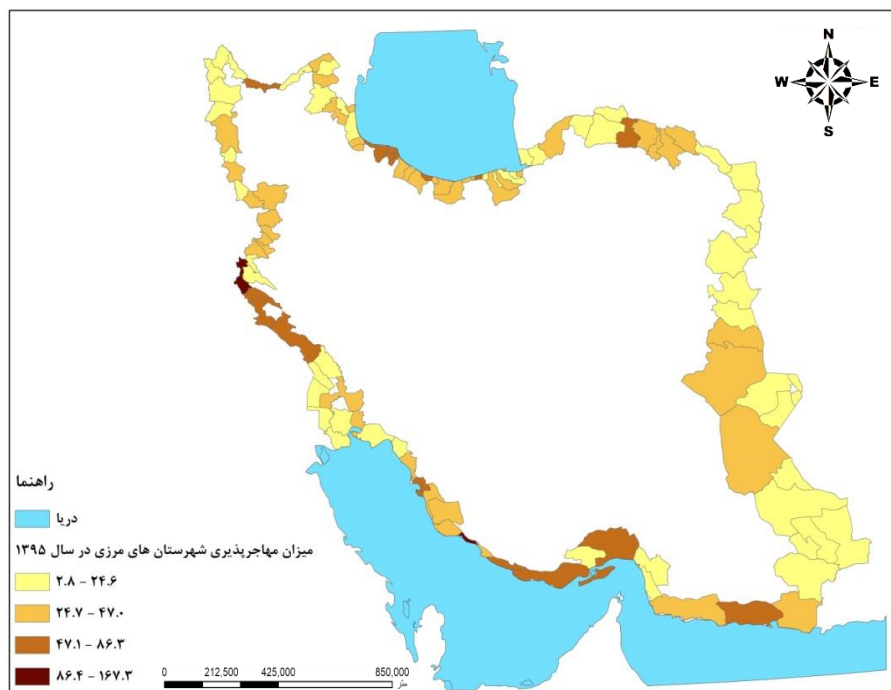 N
W E
S
راهنما
دریا
میزان مهاجرپذیری شهرستان های مرزی در سال ۱۳۹۵
۲.۸ - ۲۴.۶
۲۴.۷ - ۴۷.۰
۴۷.۱ - ۸۶.۳
۸۶.۴ - ۱۶۷.۳
0 212,500 425,000 850,000
متر